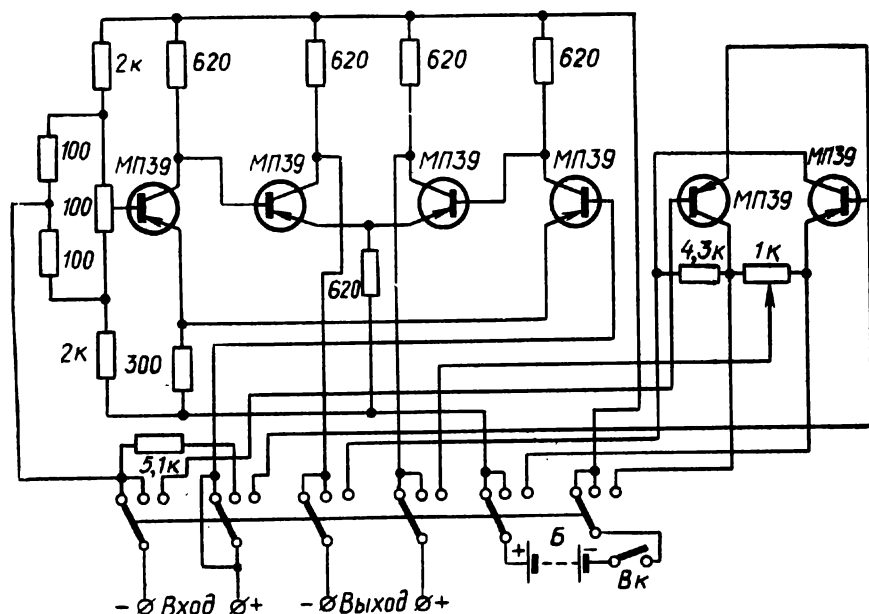 2к 620 620 620 620
100 МП39 МП39 МП39 МП39
100 МП39
100 4,3к 1к
620
2к 300
5,1к
+ Б -
Вк
- Вход + - Выход +